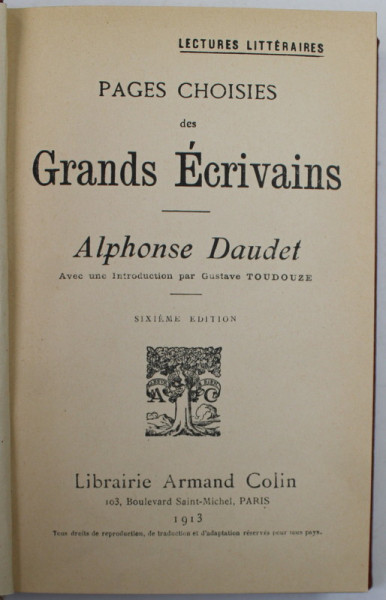 LECTURES LITTÉRAIRES
PAGES CHOISIES
des
Grands Écrivains
Alphonse Daudet
Avec une Introduction par Gustave TOUDOUZE
SIXIÈME EDITION
A C
Librairie Armand Colin
103, Boulevard Saint-Michel, PARIS
1913
Tous droits de reproduction, de traduction et d'adaptation réservés pour tous pays.